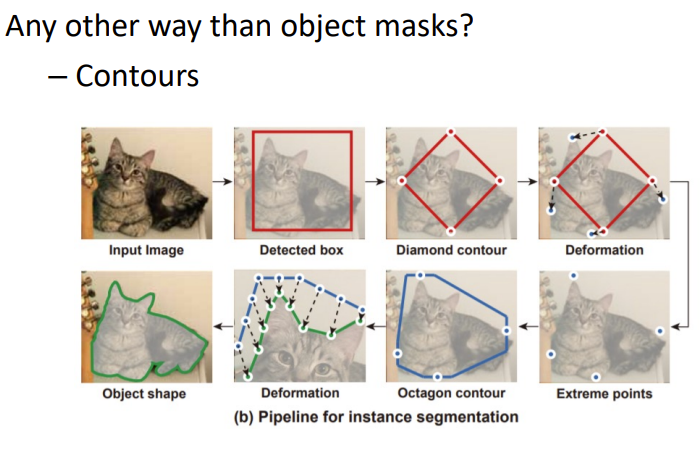 Any other way than object masks?
– Contours
Input Image
Detected box
Diamond contour
Deformation
Object shape
Deformation
Octagon contour
Extreme points
(b) Pipeline for instance segmentation